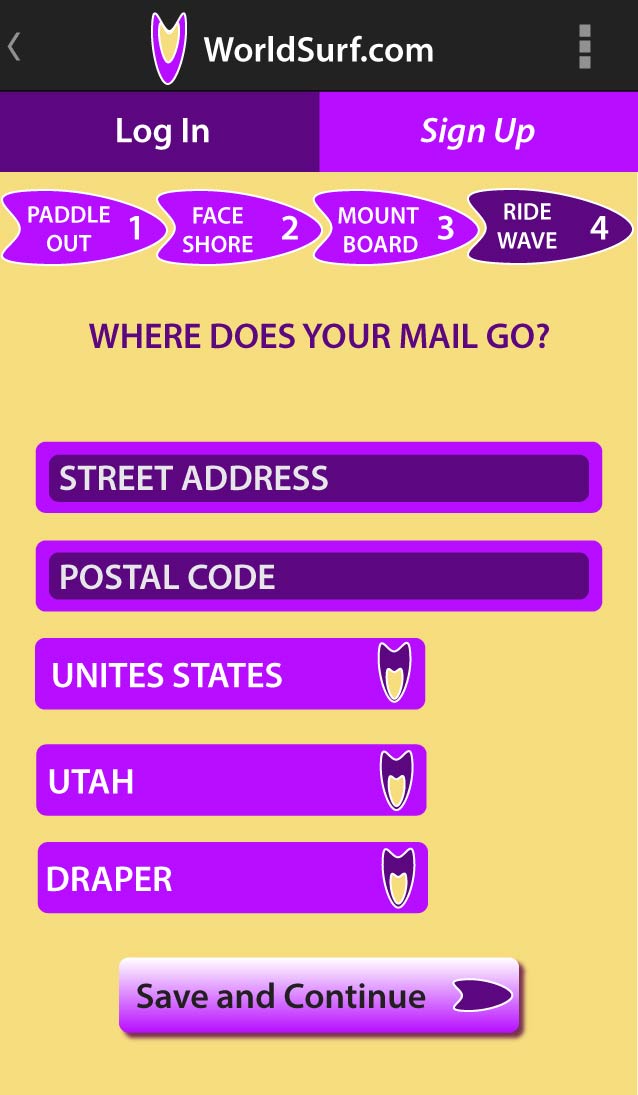 WorldSurf.com
Log In
Sign Up
PADDLE
OUT
1
FACE
SHORE
2
MOUNT
BOARD
3
RIDE
WAVE
4
WHERE DOES YOUR MAIL GO?
STREET ADDRESS
POSTAL CODE
UNITES STATES
UTAH
DRAPER
Save and Continue